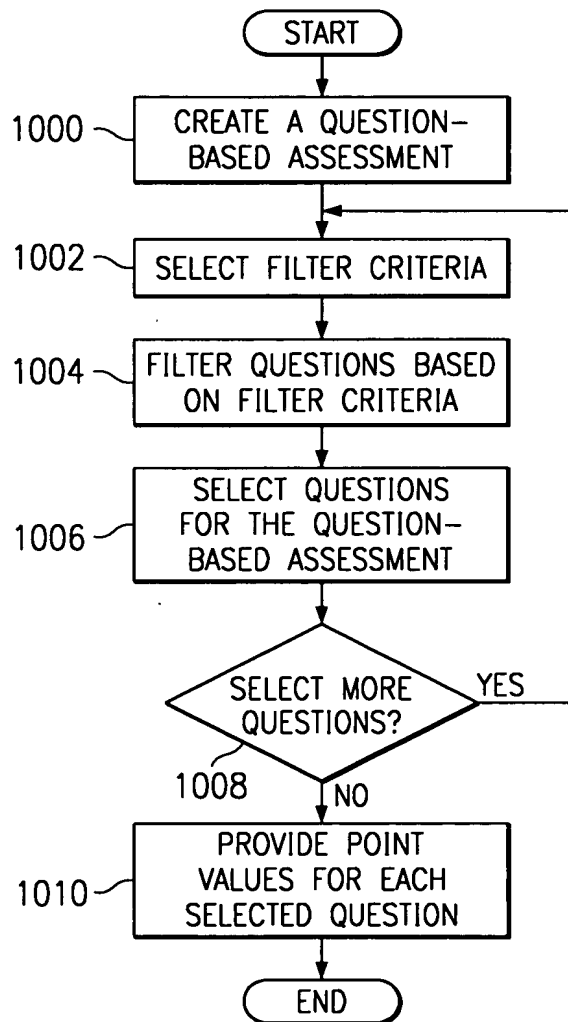 START
1000
CREATE A QUESTION-
BASED ASSESSMENT
1002
SELECT FILTER CRITERIA
1004
FILTER QUESTIONS BASED
ON FILTER CRITERIA
1006
SELECT QUESTIONS
FOR THE QUESTION-
BASED ASSESSMENT
SELECT MORE
QUESTIONS?
YES
1008
NO
1010
PROVIDE POINT
VALUES FOR EACH
SELECTED QUESTION
END